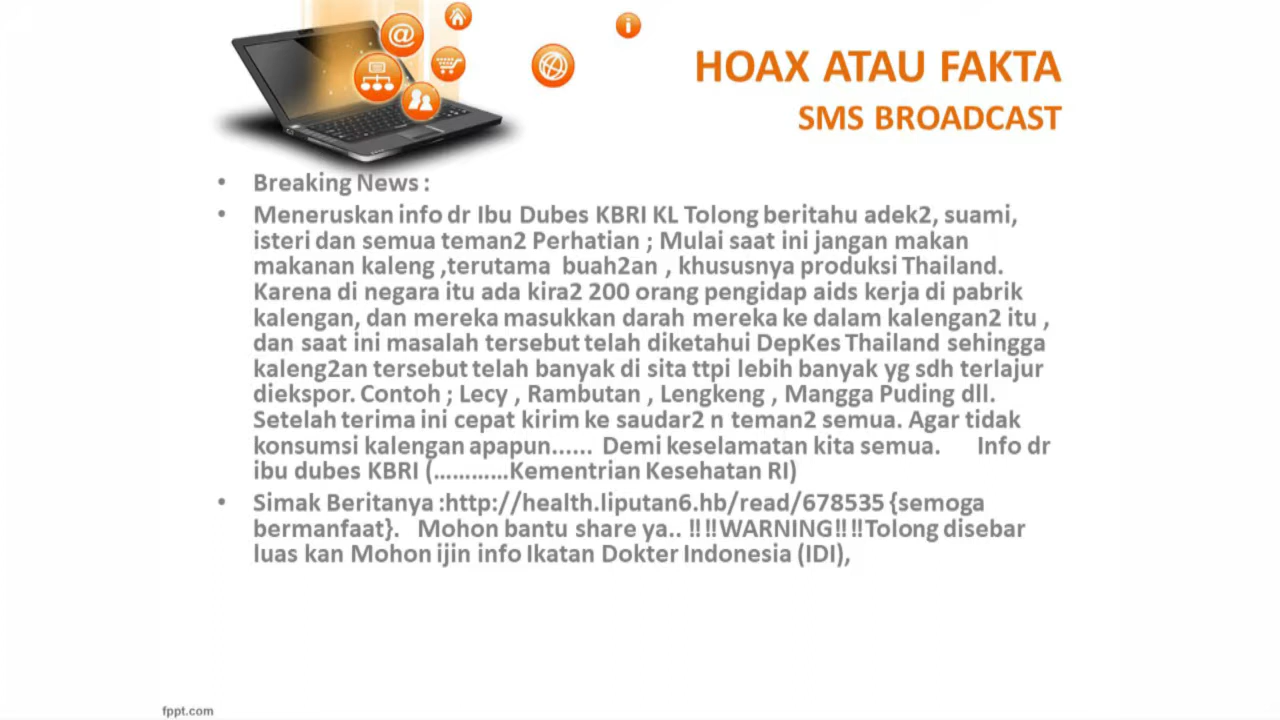 HOAX ATAU FAKTA
SMS BROADCAST
• Breaking News :
• Meneruskan info dr Ibu Dubes KBRI KL Tolong beritahu adek2, suami,
isteri dan semua teman2 Perhatian ; Mulai saat ini jangan makan
makanan kaleng ,terutama buah2an , khususnya produksi Thailand.
Karena di negara itu ada kira2 200 orang pengidap aids kerja di pabrik
kalengan, dan mereka masukkan darah mereka ke dalam kalengan2 itu ,
dan saat ini masalah tersebut telah diketahui DepKes Thailand sehingga
kaleng2an tersebut telah banyak di sita ttpi lebih banyak yg sdh terlajur
diekspor. Contoh ; Lecy , Rambutan , Lengkeng , Mangga Puding dll.
Setelah terima ini cepat kirim ke saudar2 n teman2 semua. Agar tidak
konsumsi kalengan apapun...... Demi keselamatan kita semua. Info dr
ibu dubes KBRI (............Kementrian Kesehatan RI)
• Simak Beritanya :http://health.liputan6.hb/read/678535 {semoga
bermanfaat}. Mohon bantu share ya.. !!!!WARNING!!!!Tolong disebar
luas kan Mohon ijin info Ikatan Dokter Indonesia (IDI),
fppt.com